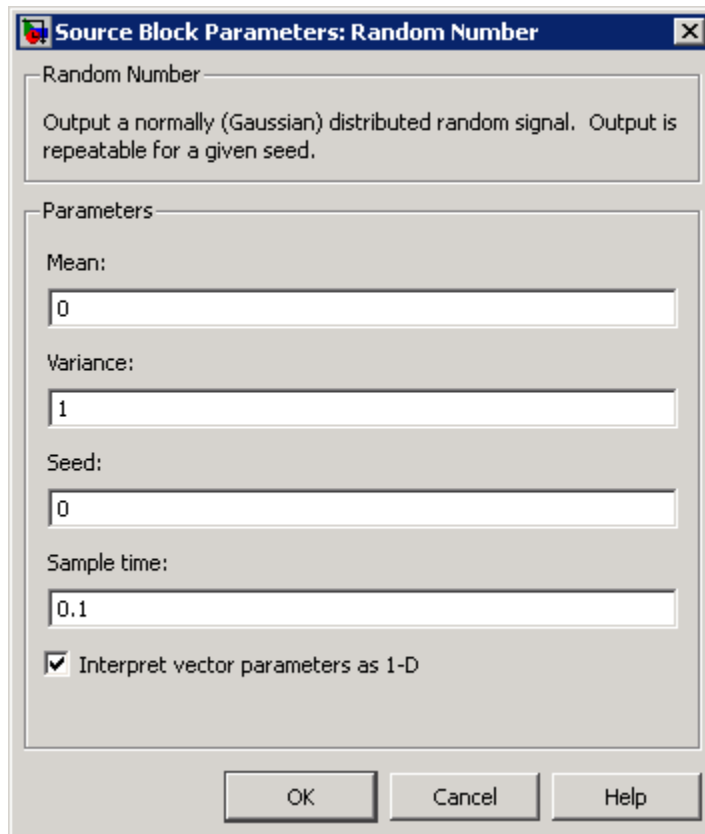 Source Block Parameters: Random Number
Random Number
Output a normally (Gaussian) distributed random signal.  Output is
repeatable for a given seed.
Parameters
Mean:
0
Variance:
1
Seed:
0
Sample time:
0.1
Interpret vector parameters as 1-D
OK Cancel Help